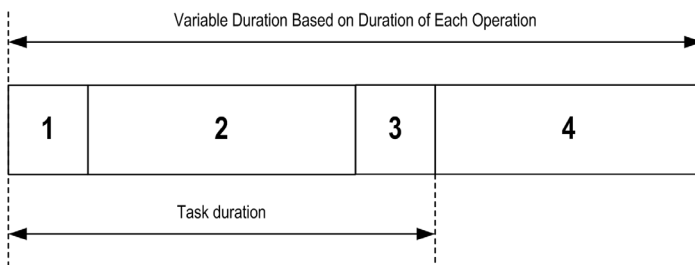 Variable Duration Based on Duration of Each Operation
1 2 3 4
Task duration